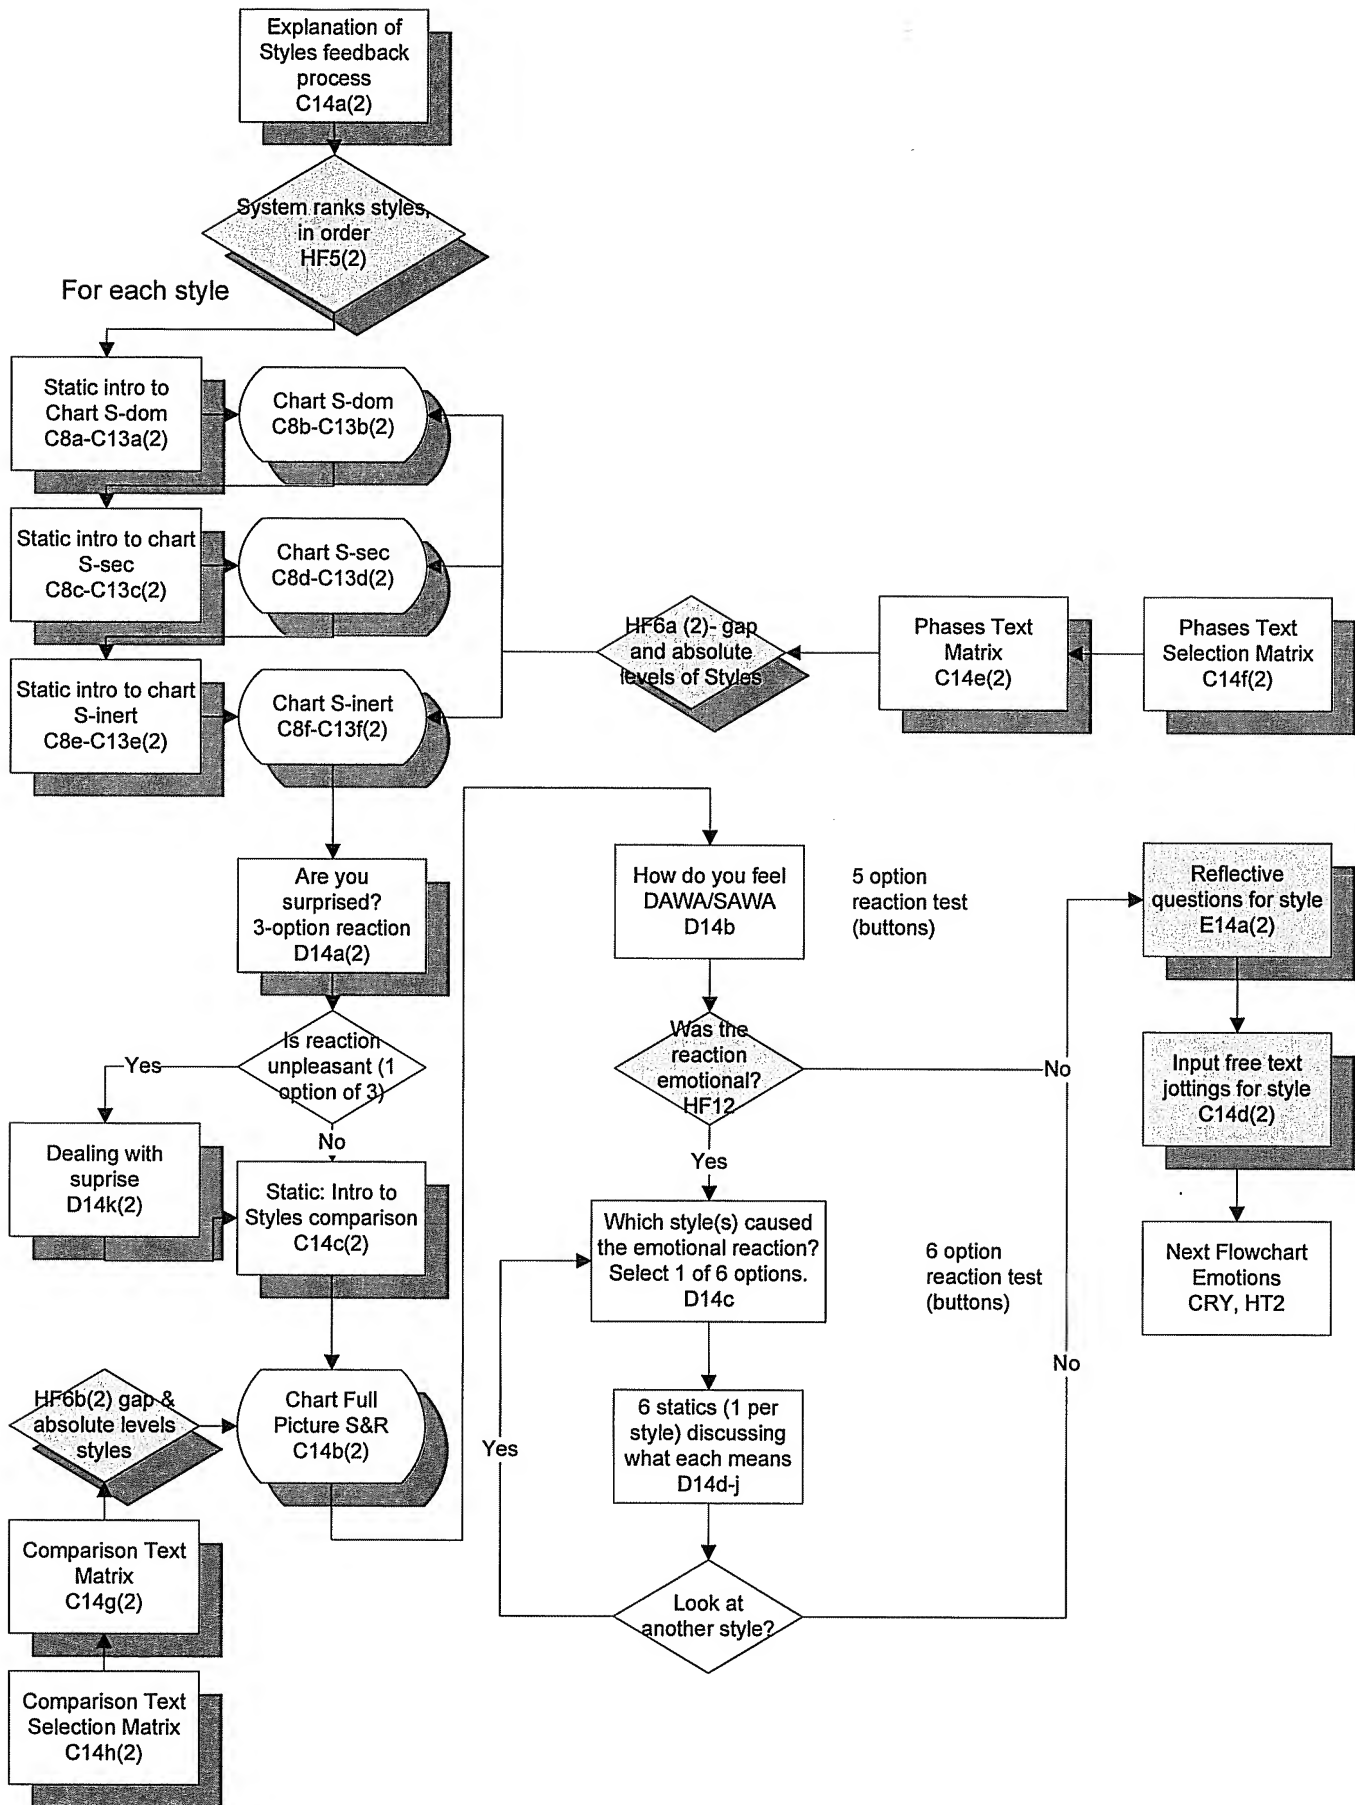 Explanation of
Styles feedback
process
C14a(2)
System ranks styles,
in order
HF5(2)
For each style
Static intro to
Chart S-dom
C8a-C13a(2)
Chart S-dom
C8b-C13b(2)
Static intro to chart
S-sec
C8c-C13c(2)
Chart S-sec
C8d-C13d(2)
HF6a (2)- gap
and absolute
levels of Styles
Phases Text
Matrix
C14e(2)
Phases Text
Selection Matrix
C14f(2)
Static intro to chart
S-inert
C8e-C13e(2)
Chart S-inert
C8f-C13f(2)
Are you
surprised?
3-option reaction
D14a(2)
How do you feel
DAWA/SAWA
D14b
5 option
reaction test
(buttons)
Reflective
questions for style
E14a(2)
Is reaction
unpleasant (1
option of 3)
Yes
No
Was the
reaction
emotional?
HF12
No
Yes
Input free text
jottings for style
C14d(2)
Dealing with
suprise
D14k(2)
Static: Intro to
Styles comparison
C14c(2)
Which style(s) caused
the emotional reaction?
Select 1 of 6 options.
D14c
6 option
reaction test
(buttons)
Next Flowchart
Emotions
CRY, HT2
No
HF6b(2) gap &
absolute levels
styles
Chart Full
Picture S&R
C14b(2)
Yes
6 statics (1 per
style) discussing
what each means
D14d-j
Comparison Text
Matrix
C14g(2)
Look at
another style?
Comparison Text
Selection Matrix
C14h(2)